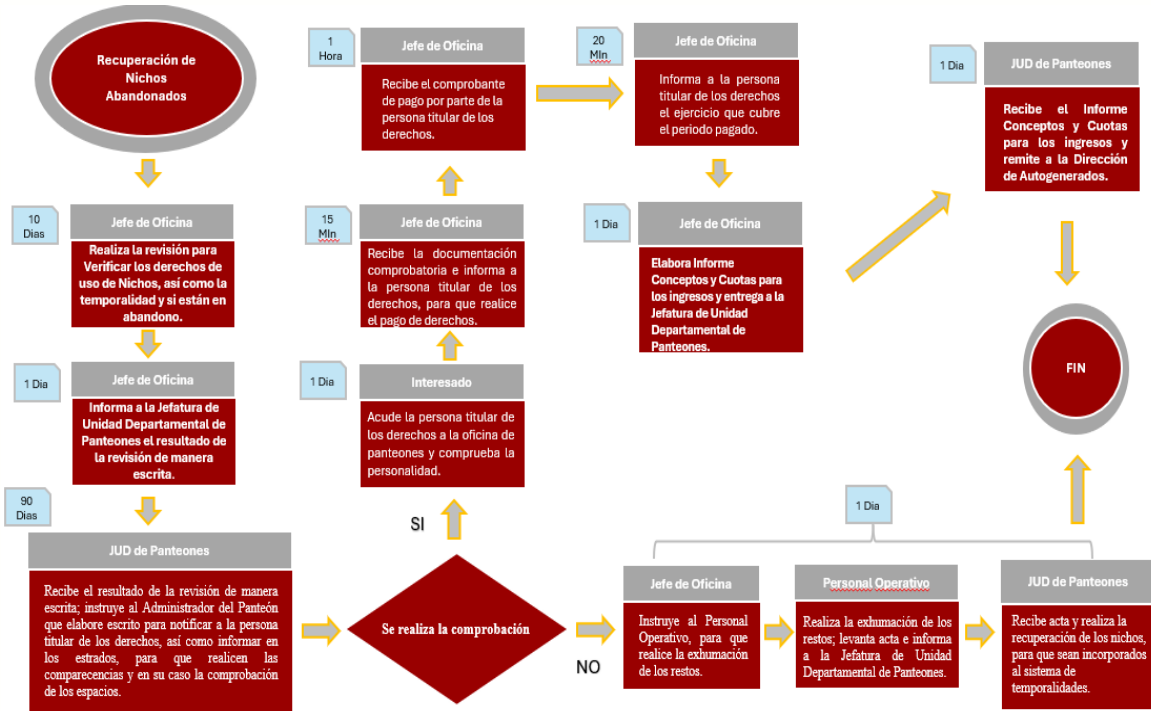 Recuperación de
Nichos
Abandonados
10
Dias
Jefe de Oficina
Realiza la revisión para
Verificar los derechos de
uso de Nichos, así como la
temporalidad y si están en
abandono.
1 Dia
Jefe de Oficina
Informa a la Jefatura de
Unidad Departamental de
Panteones el resultado de
la revisión de manera
escrita.
90
Dias
JUD de Panteones
Recibe el resultado de la revisión de manera
escrita; instruye al Administrador del Panteón
que elabore escrito para notificar a la persona
titular de los derechos, así como informar en
los estrados, para que realicen las
comparecencias y en su caso la comprobación
de los espacios.
Se realiza la comprobación
SI
1 Dia
Interesado
Acude la persona titular de
los derechos a la oficina de
panteones y comprueba la
personalidad.
15
MIn
Jefe de Oficina
Recibe la documentación
comprobatoria e informa a
la persona titular de los
derechos, para que realice
el pago de derechos.
1
Hora
Jefe de Oficina
Recibe el comprobante
de pago por parte de la
persona titular de los
derechos.
20
MIn
Jefe de Oficina
Informa a la persona
titular de los derechos
el ejercicio que cubre
el periodo pagado.
1 Dia
Jefe de Oficina
Elabora Informe
Conceptos y Cuotas para
los ingresos y entrega a la
Jefatura de Unidad
Departamental de
Panteones.
1 Dia
JUD de Panteones
Recibe el Informe
Conceptos y Cuotas
para los ingresos y
remite a la Dirección
de Autogenerados.
FIN
NO
1 Dia
Jefe de Oficina
Instruye al Personal
Operativo, para que
realice la exhumación
de los restos.
Personal Operativo
Realiza la exhumación de los
restos; levanta acta e informa
a la Jefatura de Unidad
Departamental de Panteones.
JUD de Panteones
Recibe acta y realiza la
recuperación de los nichos,
para que sean incorporados
al sistema de
temporalidades.